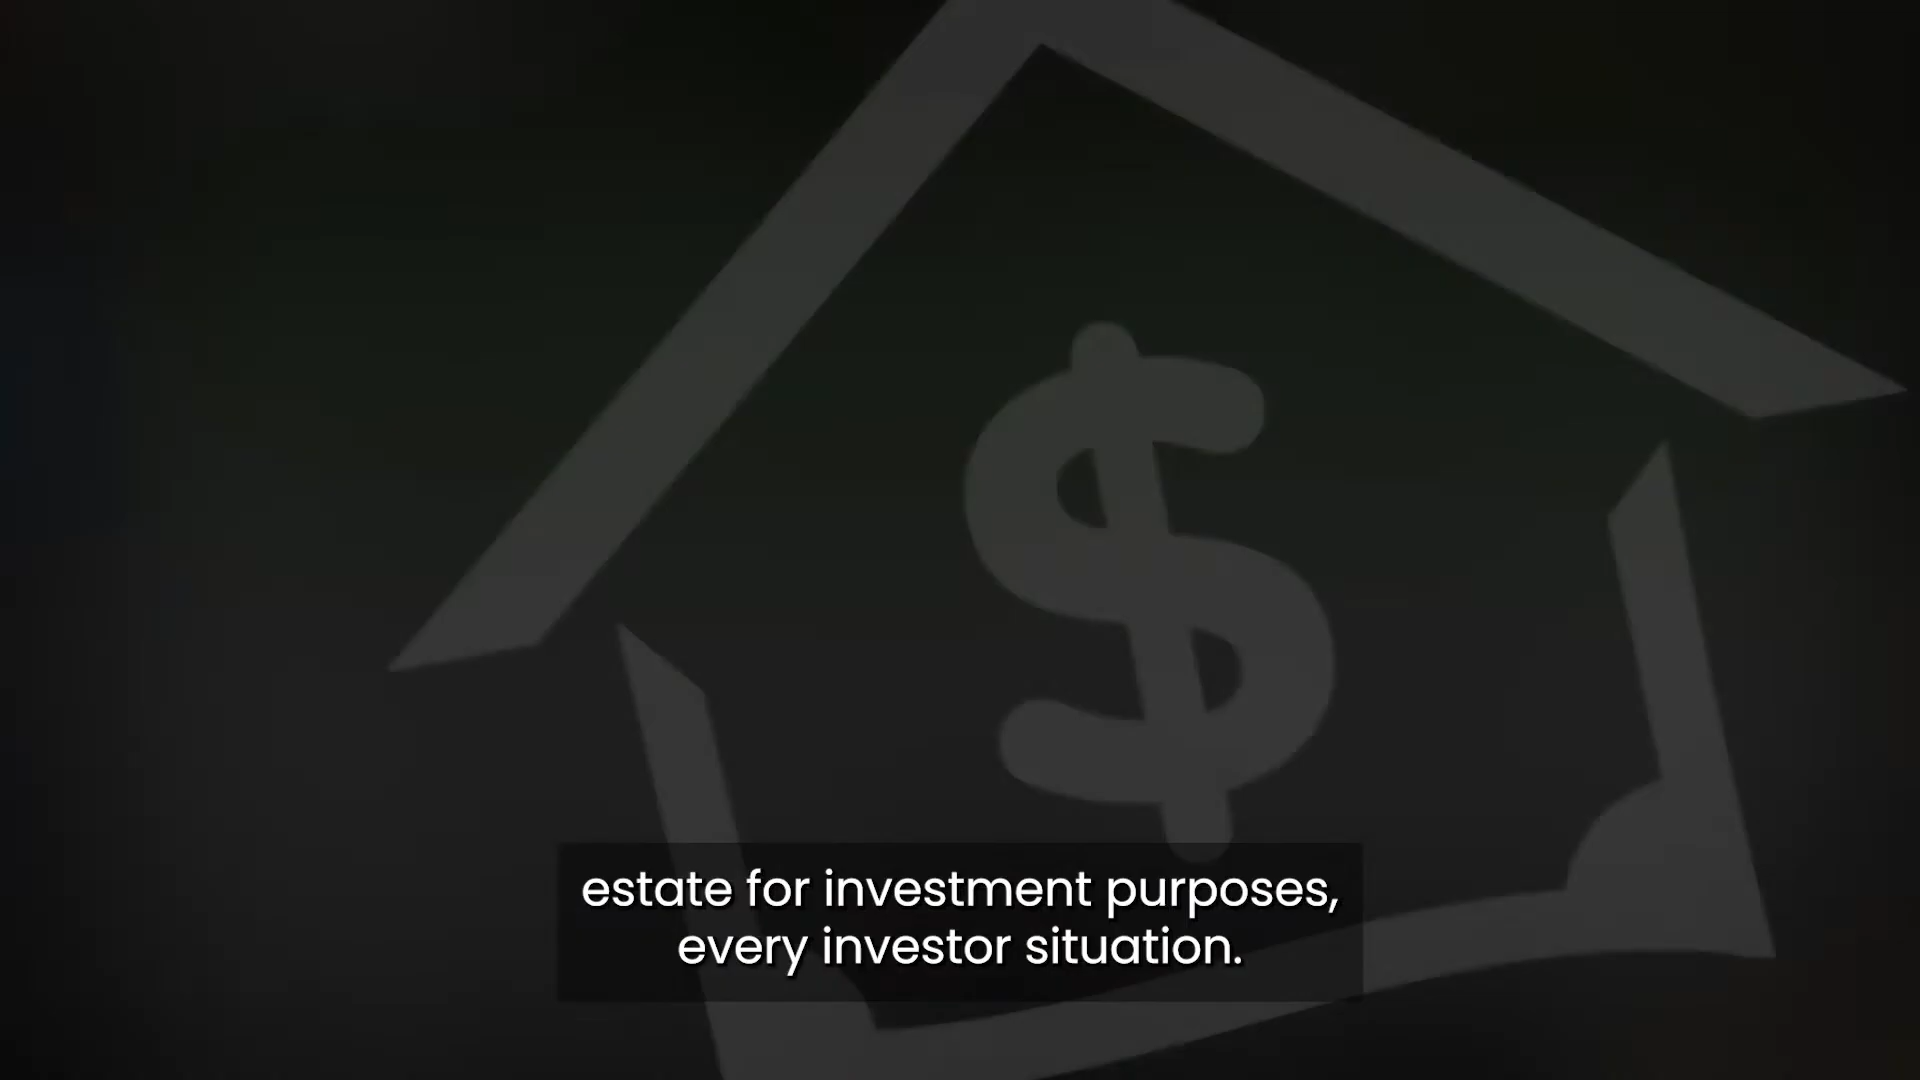 $
estate for investment purposes,
every investor situation.